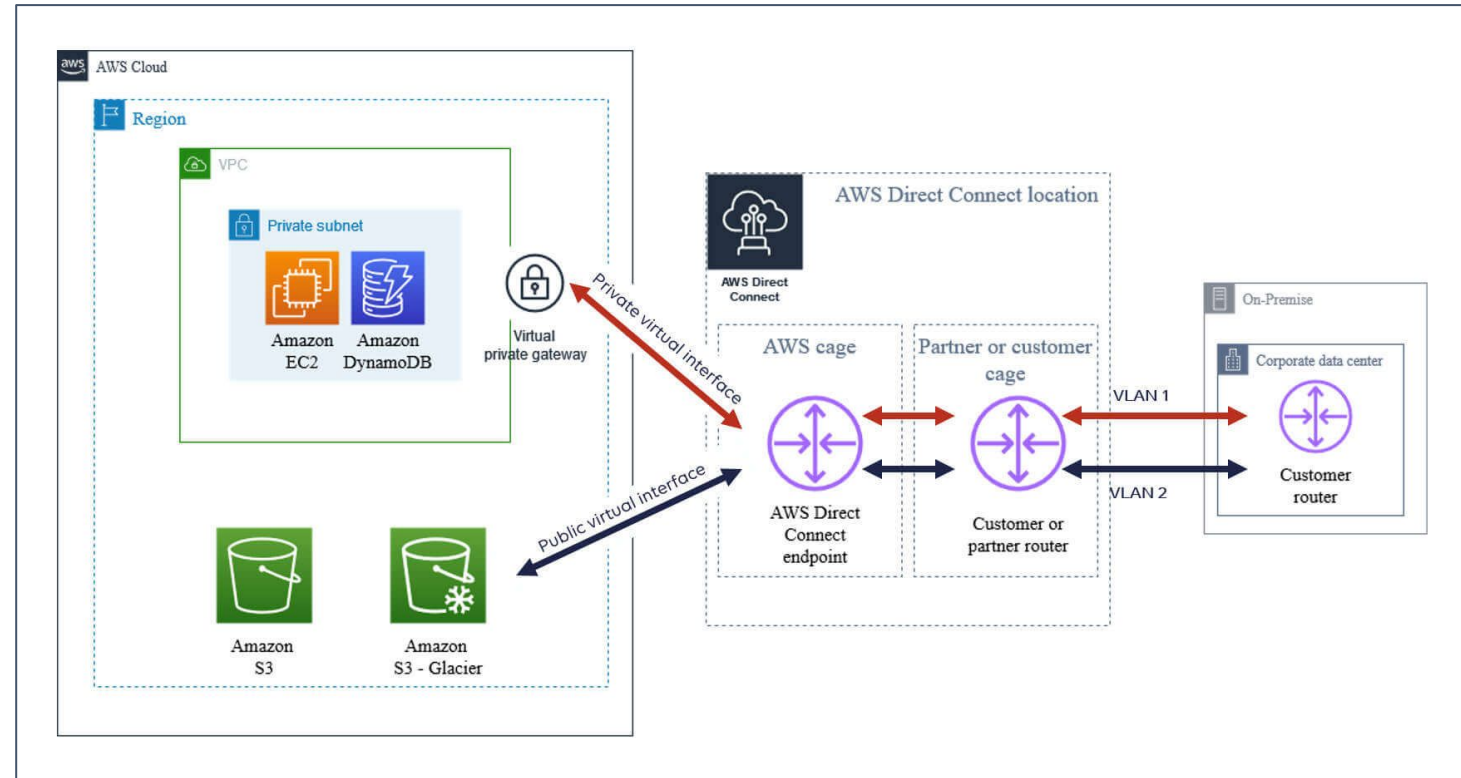 aws
AWS Cloud
Region
VPC
Private subnet
Amazon
EC2
Amazon
DynamoDB
Virtual
private gateway
Amazon
S3
Amazon
S3 - Glacier
Private virtual interface
Public virtual interface
AWS Direct Connect location
AWS Direct
Connect
AWS cage
AWS Direct
Connect
endpoint
Partner or customer
cage
Customer or
partner router
VLAN 1
VLAN 2
On-Premise
Corporate data center
Customer
router